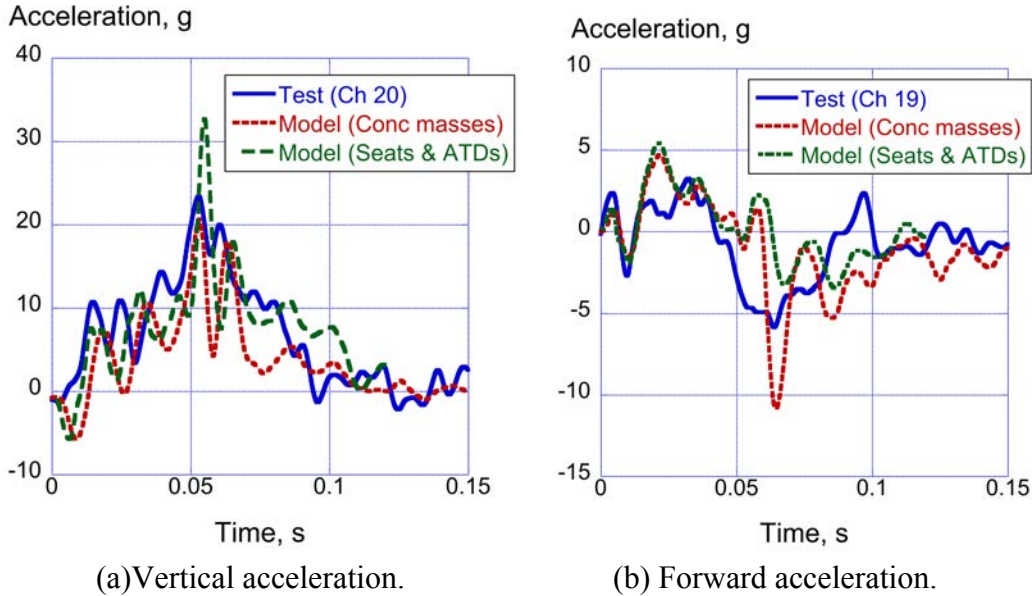 Acceleration, g
40
30
20
10
0
-10
Test (Ch 20)
Model (Conc masses)
Model (Seats & ATDs)
0 0.05 0.1 0.15
Time, s
(a)Vertical acceleration.
Acceleration, g
10
5
0
-5
-10
-15
Test (Ch 19)
Model (Conc masses)
Model (Seats & ATDs)
0 0.05 0.1 0.15
Time, s
(b) Forward acceleration.